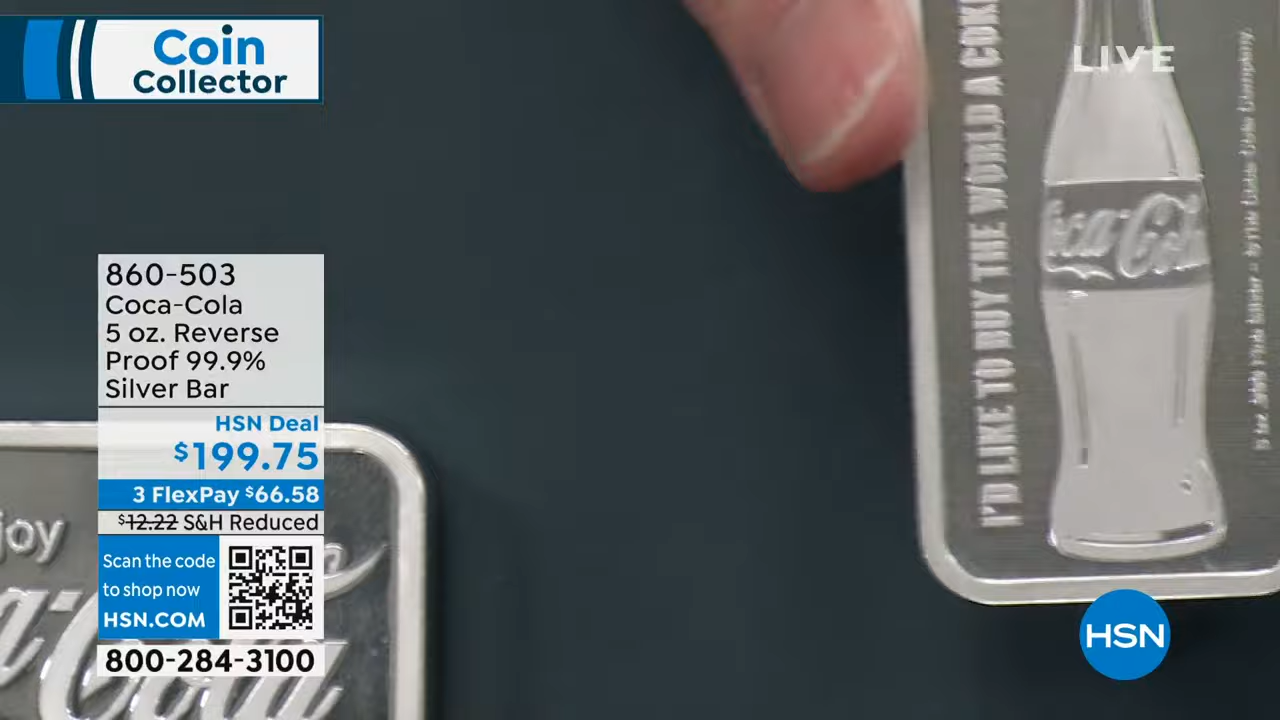 Coin
Collector
LIVE
I'D LIKE TO BUY THE WORLD A COK
Coca-Cola
860-503
Coca-Cola
5 oz. Reverse
Proof 99.9%
Silver Bar
HSN Deal
$199.75
3 FlexPay $66.58
$12.22 S&H Reduced
Scan the code
to shop now
HSN.COM
800-284-3100
joy
a-Cola
HSN